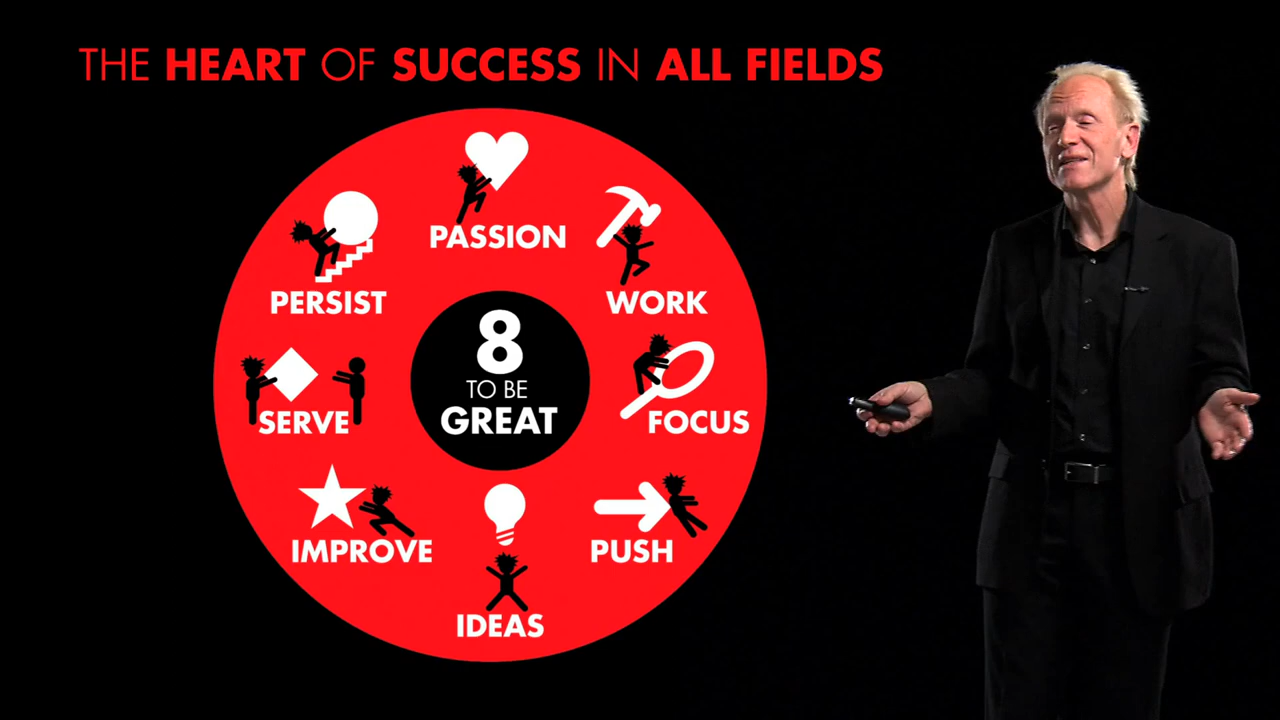 THE HEART OF SUCCESS IN ALL FIELDS
PASSION
WORK
FOCUS
PUSH
IDEAS
IMPROVE
SERVE
PERSIST
8
TO BE
GREAT